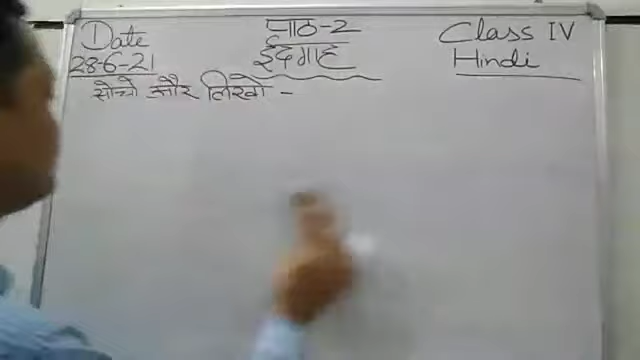 Date
28-6-21
पाठ-2
ईदगाह
Class IV
Hindi
सोचो और लिखो -